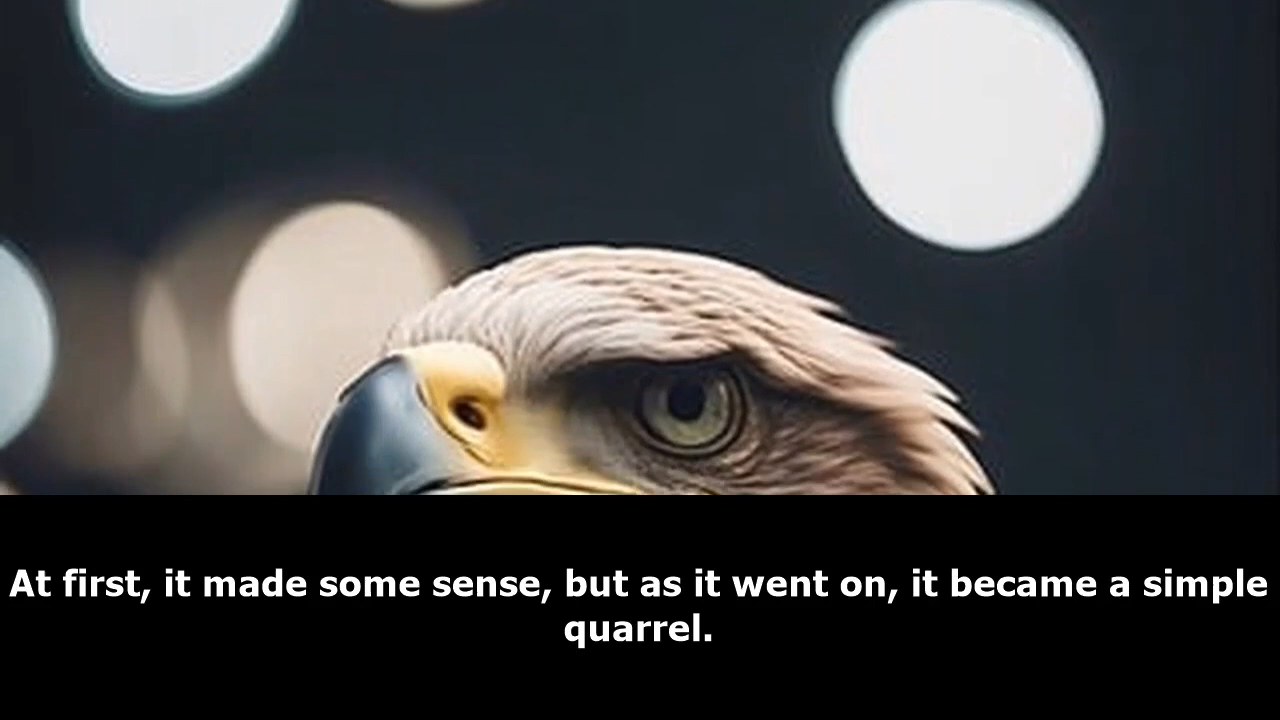 At first, it made some sense, but as it went on, it became a simple
quarrel.